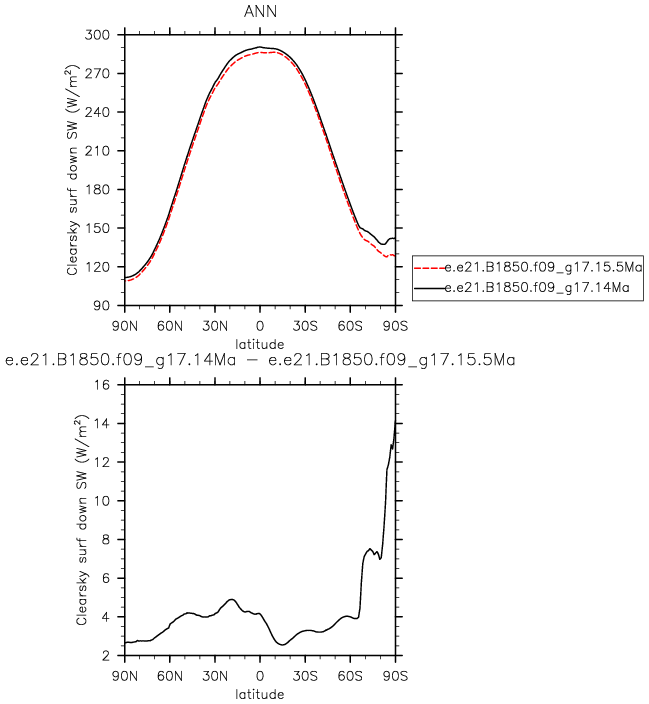 ANN
Clearsky surf down SW (W/m²)
300
270
240
210
180
150
120
90
90N 60N 30N 0 30S 60S 90S
latitude
e.e21.B1850.f09_g17.15.5Ma
e.e21.B1850.f09_g17.14Ma
e.e21.B1850.f09_g17.14Ma − e.e21.B1850.f09_g17.15.5Ma
Clearsky surf down SW (W/m²)
16
14
12
10
8
6
4
2
90N 60N 30N 0 30S 60S 90S
latitude